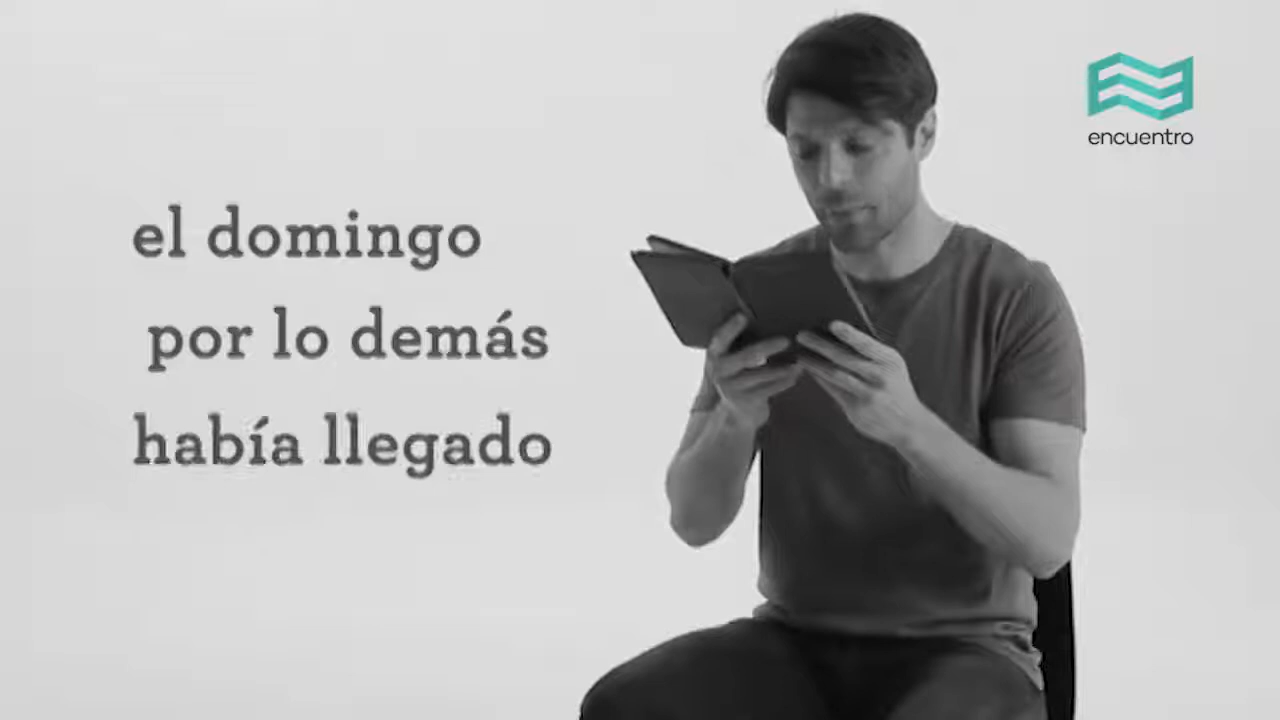 encuentro
el domingo
por lo demás
había llegado